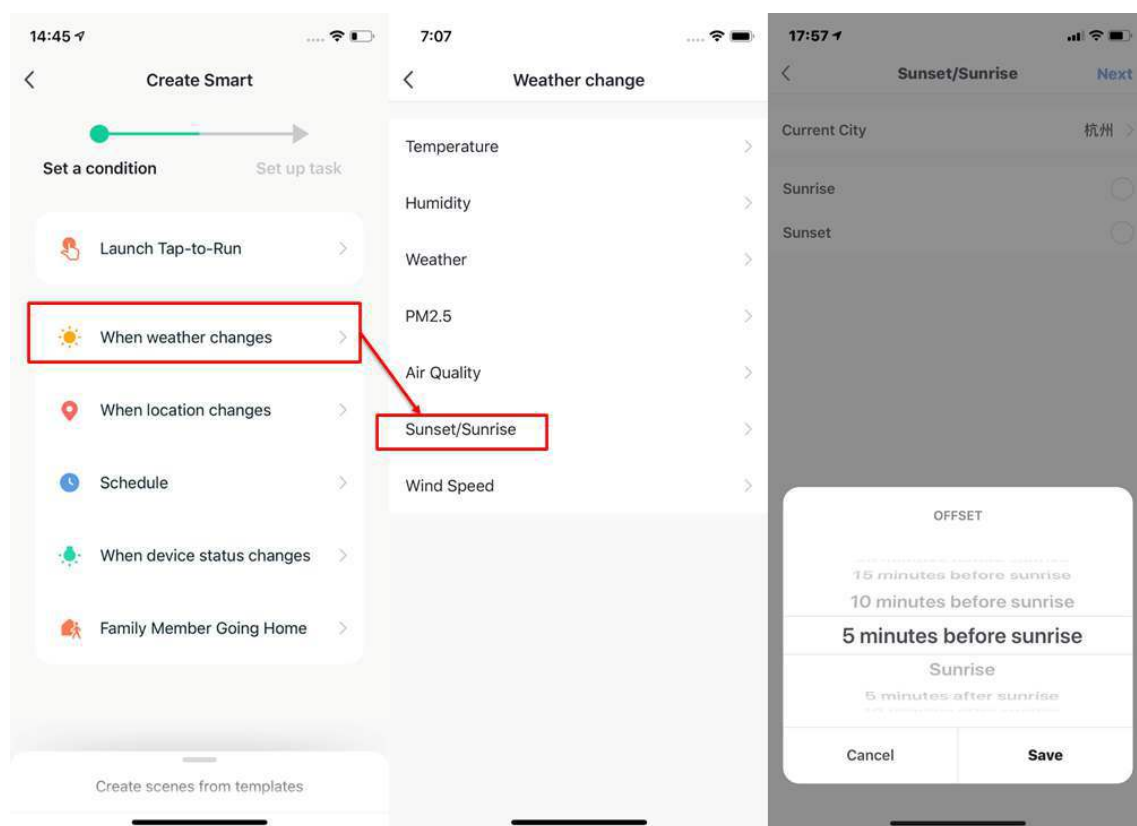 14:45
Create Smart
Set a condition
Set up task
Launch Tap-to-Run
When weather changes
When location changes
Schedule
When device status changes
Family Member Going Home
Create scenes from templates
7:07
Weather change
Temperature
Humidity
Weather
PM2.5
Air Quality
Sunset/Sunrise
Wind Speed
17:57
Sunset/Sunrise
Next
Current City
杭州
Sunrise
Sunset
OFFSET
15 minutes before sunrise
10 minutes before sunrise
5 minutes before sunrise
Sunrise
5 minutes after sunrise
Cancel
Save